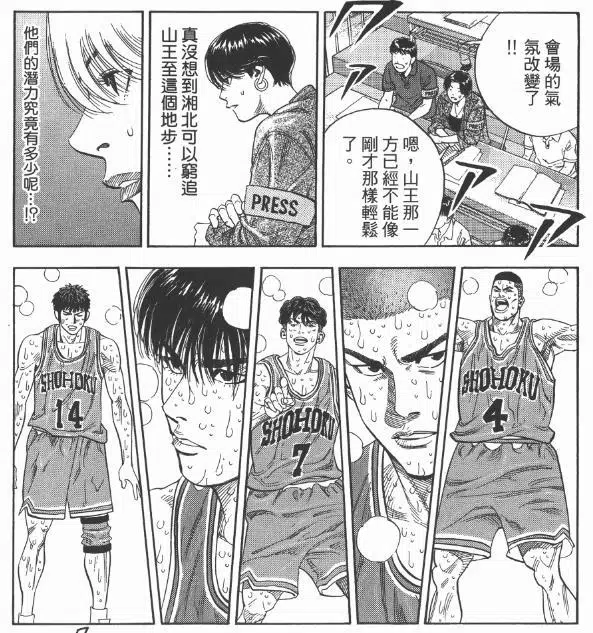 會場的氣
氛改變了
!!
嗯，山王那一
方已經不能像
剛才那樣輕鬆
了。
真沒想到湘北可以窮追
山王至這個地步……
PRESS
他們的潛力究竟有多少呢…!?
SHOHOKU
4
SHOHOKU
7
SHOHOKU
14